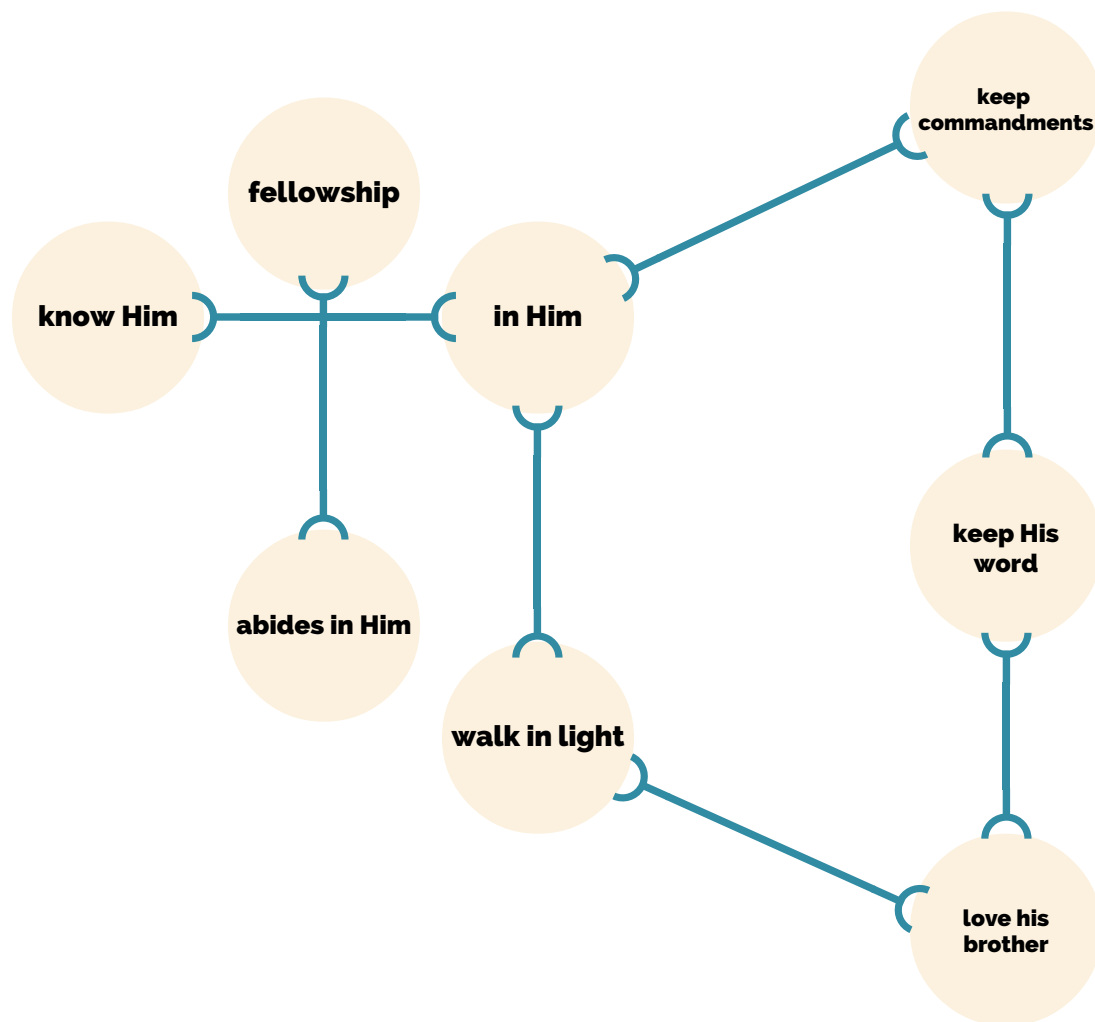 keep
commandments
fellowship
know Him
in Him
keep His
word
abides in Him
walk in light
love his
brother